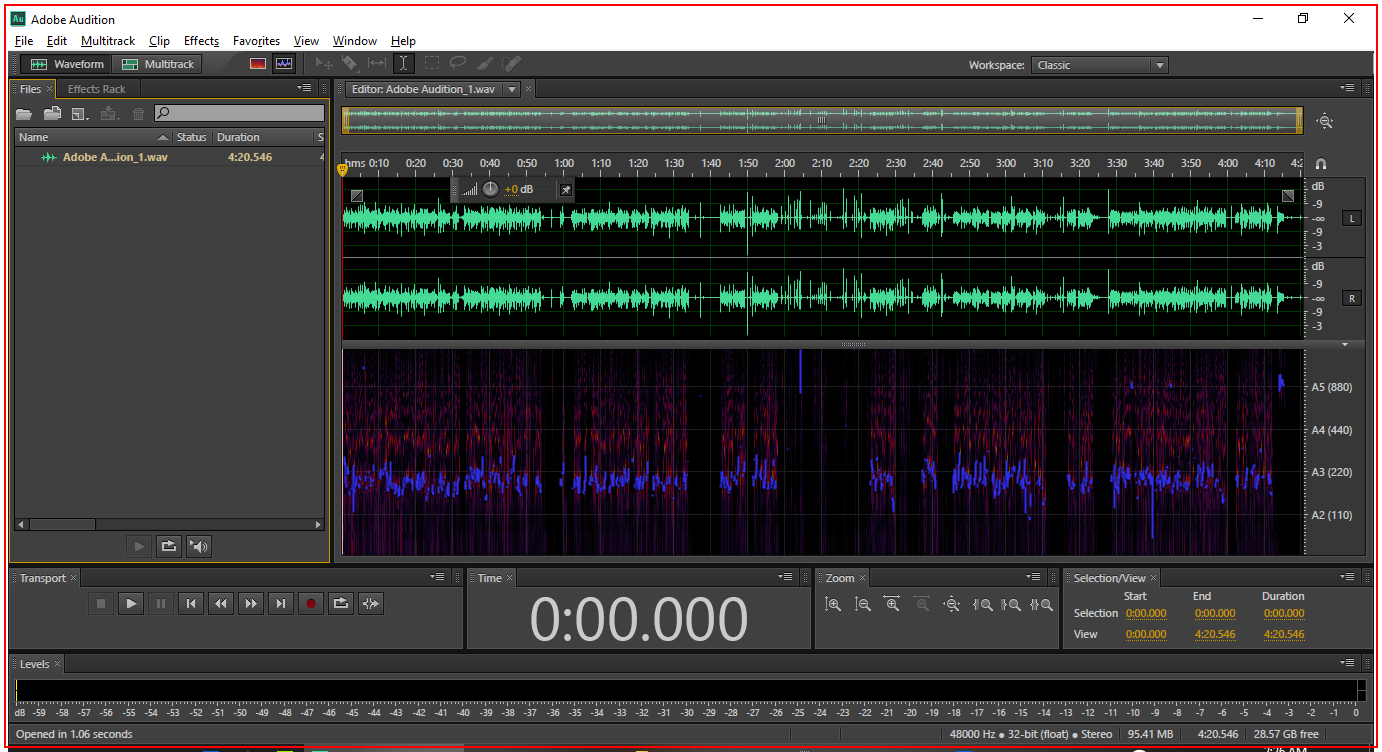 Au Adobe Audition
File Edit Multitrack Clip Effects Favorites View Window Help
Waveform Multitrack Workspace: Classic
Files × Effects Rack Editor: Adobe Audition_1.wav ×
Name Status Duration S
Adobe A...ion_1.wav 4:20.546 4
hms 0:10 0:20 0:30 0:40 0:50 1:00 1:10 1:20 1:30 1:40 1:50 2:00 2:10 2:20 2:30 2:40 2:50 3:00 3:10 3:20 3:30 3:40 3:50 4:00 4:10 4:2
+0 dB
dB
-9
-∞ L
-9
-3
dB
-9
-∞ R
-9
-3
A5 (880)
A4 (440)
A3 (220)
A2 (110)
Transport × Time × Zoom × Selection/View ×
Start End Duration
0:00.000
Selection 0:00.000 0:00.000 0:00.000
View 0:00.000 4:20.546 4:20.546
Levels ×
dB -59 -58 -57 -56 -55 -54 -53 -52 -51 -50 -49 -48 -47 -46 -45 -44 -43 -42 -41 -40 -39 -38 -37 -36 -35 -34 -33 -32 -31 -30 -29 -28 -27 -26 -25 -24 -23 -22 -21 -20 -19 -18 -17 -16 -15 -14 -13 -12 -11 -10 -9 -8 -7 -6 -5 -4 -3 -2 -1 0
Opened in 1.06 seconds 48000 Hz ● 32-bit (float) ● Stereo 95.41 MB 4:20.546 28.57 GB free